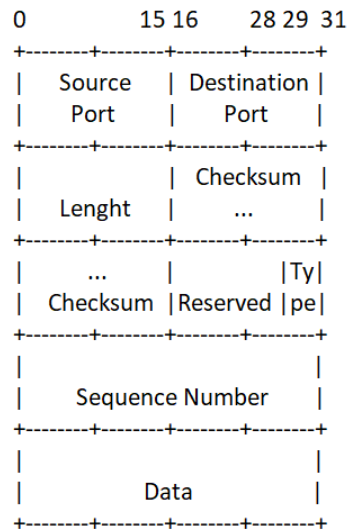 0 15 16 28 29 31
+--------+--------+--------+--------+
| Source | Destination |
| Port | Port |
+--------+--------+--------+--------+
| | Checksum |
| Lenght | ... |
+--------+--------+--------+--------+
| ... | |Ty|
| Checksum |Reserved |pe|
+--------+--------+--------+--------+
| |
| Sequence Number |
+--------+--------+--------+--------+
| |
| Data |
+--------+--------+--------+--------+